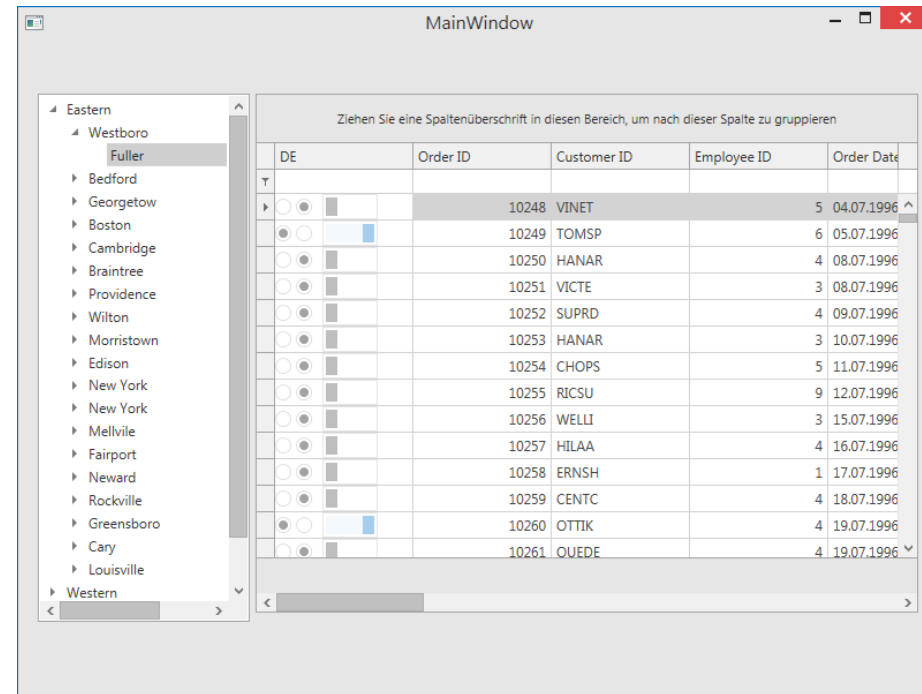 MainWindow
Eastern
Westboro
Fuller
Bedford
Georgetow
Boston
Cambridge
Braintree
Providence
Wilton
Morristown
Edison
New York
New York
Mellvile
Fairport
Neward
Rockville
Greensboro
Cary
Louisville
Western
Ziehen Sie eine Spaltenüberschrift in diesen Bereich, um nach dieser Spalte zu gruppieren
DE Order ID Customer ID Employee ID Order Date
10248 VINET 5 04.07.1996
10249 TOMSP 6 05.07.1996
10250 HANAR 4 08.07.1996
10251 VICTE 3 08.07.1996
10252 SUPRD 4 09.07.1996
10253 HANAR 3 10.07.1996
10254 CHOPS 5 11.07.1996
10255 RICSU 9 12.07.1996
10256 WELLI 3 15.07.1996
10257 HILAA 4 16.07.1996
10258 ERNSH 1 17.07.1996
10259 CENTC 4 18.07.1996
10260 OTTIK 4 19.07.1996
10261 QUEDE 4 19.07.1996